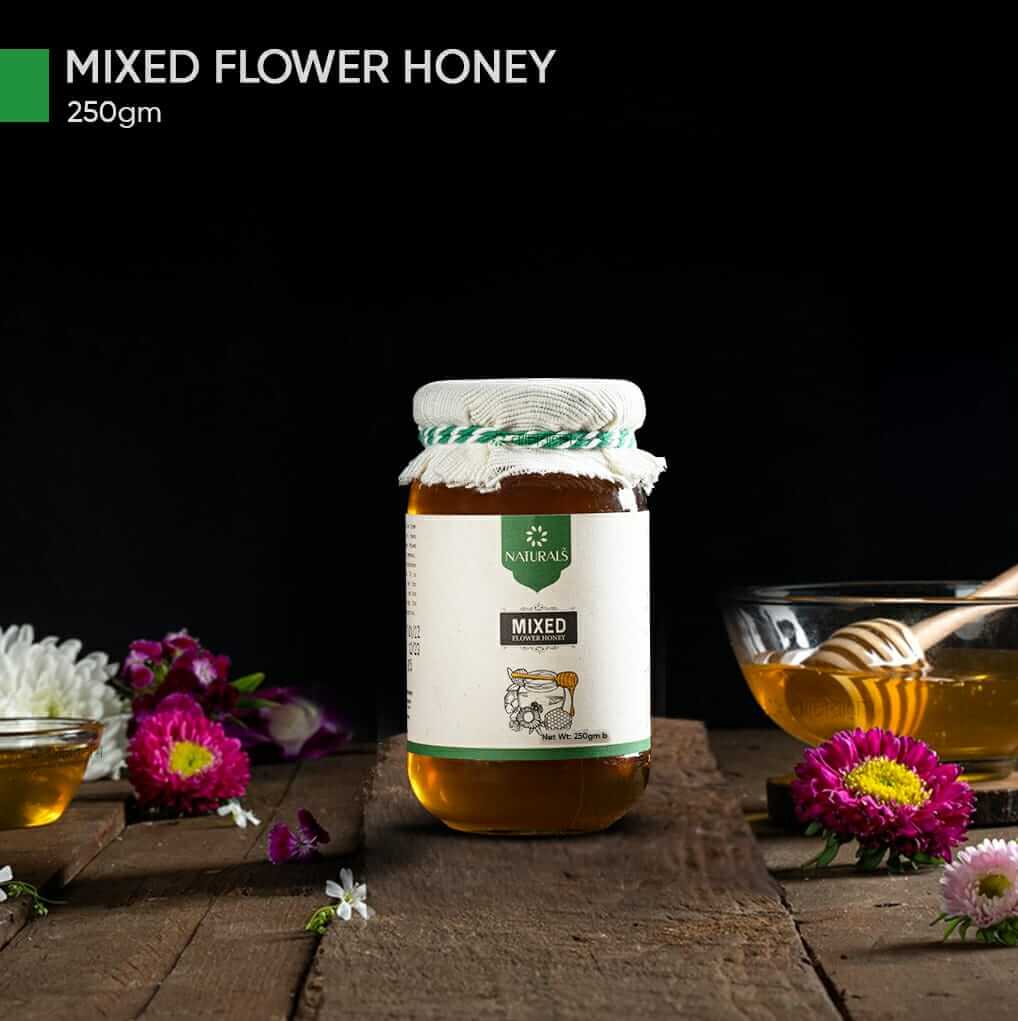 MIXED FLOWER HONEY
250gm
NATURALS
MIXED
FLOWER HONEY
Net Wt: 250gm b